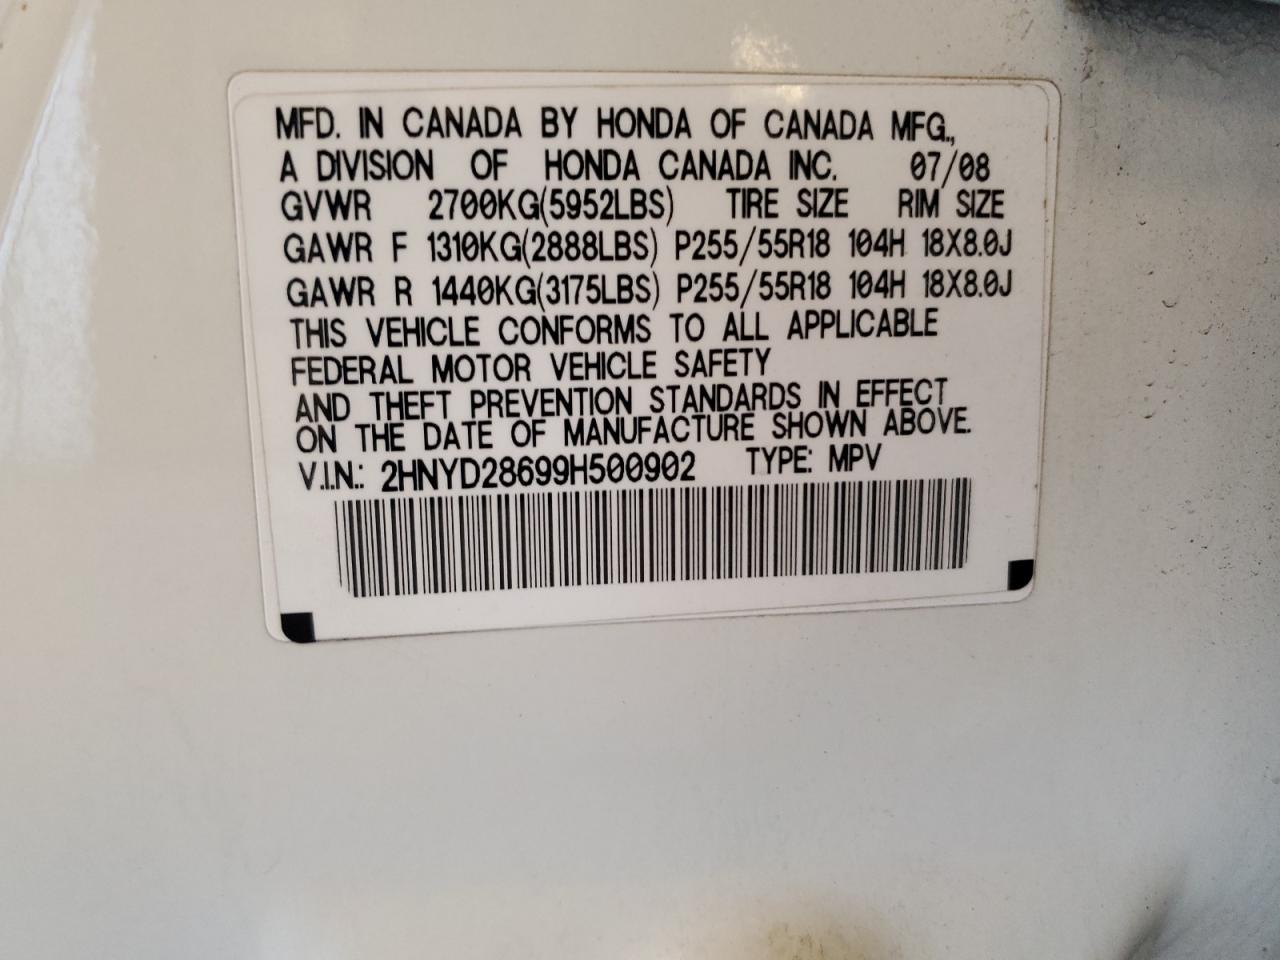 MFD. IN CANADA BY HONDA OF CANADA MFG.,
A DIVISION OF HONDA CANADA INC. 07/08
GVWR 2700KG(5952LBS) TIRE SIZE RIM SIZE
GAWR F 1310KG(2888LBS) P255/55R18 104H 18X8.0J
GAWR R 1440KG(3175LBS) P255/55R18 104H 18X8.0J
THIS VEHICLE CONFORMS TO ALL APPLICABLE
FEDERAL MOTOR VEHICLE SAFETY
AND THEFT PREVENTION STANDARDS IN EFFECT
ON THE DATE OF MANUFACTURE SHOWN ABOVE.
V.I.N.: 2HNYD28699H500902 TYPE: MPV